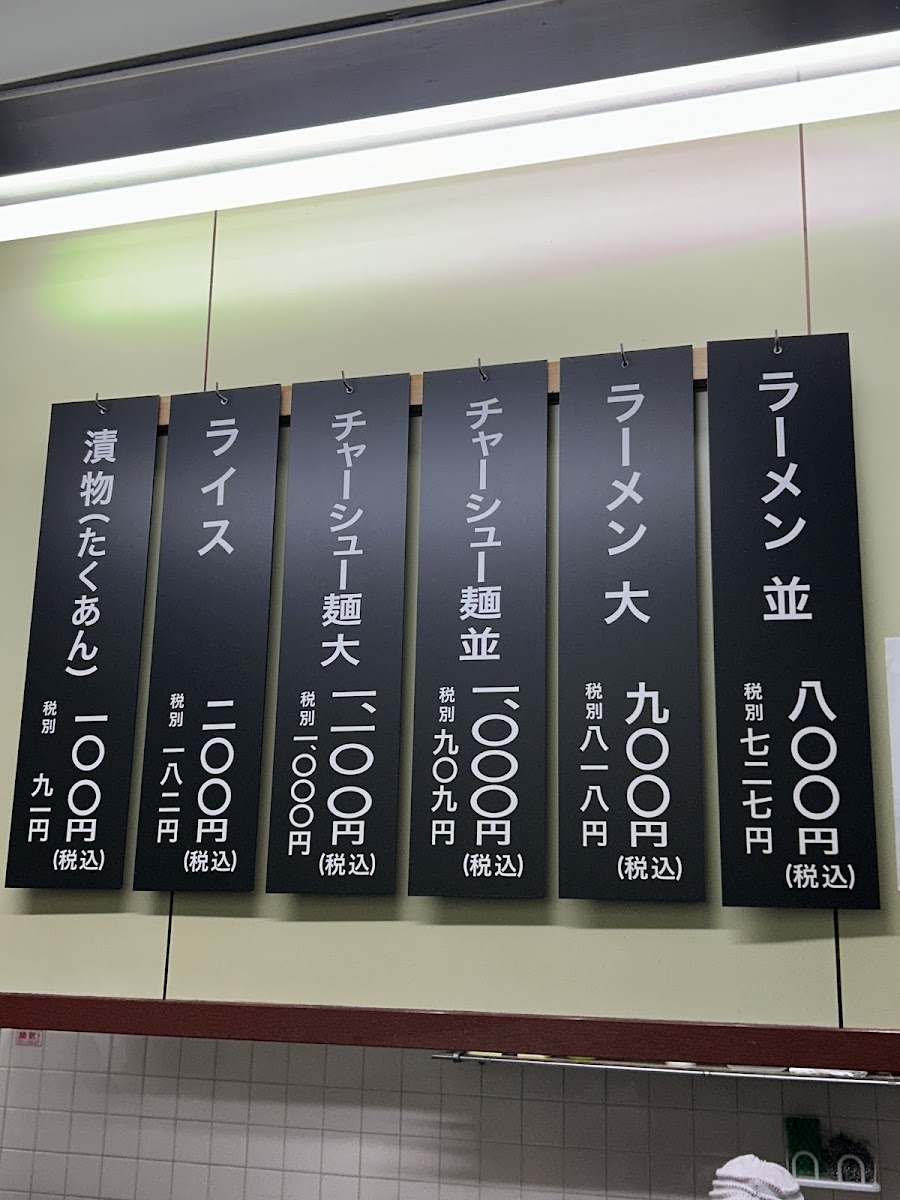 ラーメン 並
八〇〇円(税込)
税別 七二七円
ラーメン 大
九〇〇円(税込)
税別 八一八円
チャーシュー麺並
一、〇〇〇円(税込)
税別 九〇九円
チャーシュー麺大
一、一〇〇円(税込)
税別 一、〇〇〇円
ライス
二〇〇円(税込)
税別 一八二円
漬物(たくあん)
一〇〇円(税込)
税別 九一円
換気!